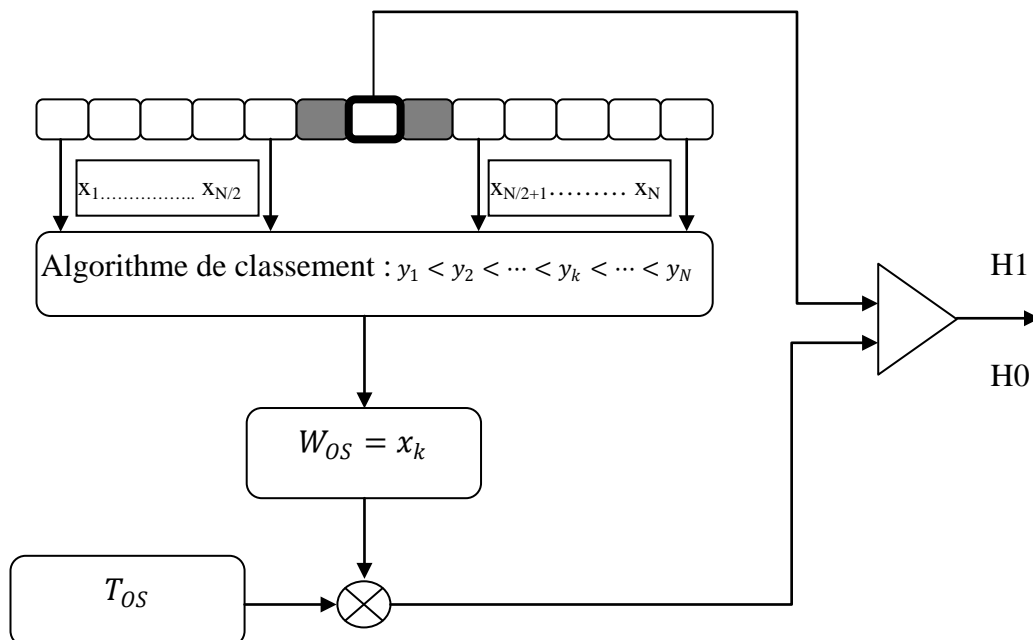 x1…………….. xN/2
xN/2+1……… xN
Algorithme de classement : y1 < y2 < ⋯ < yk < ⋯ < yN
H1
H0
WOS = xk
TOS